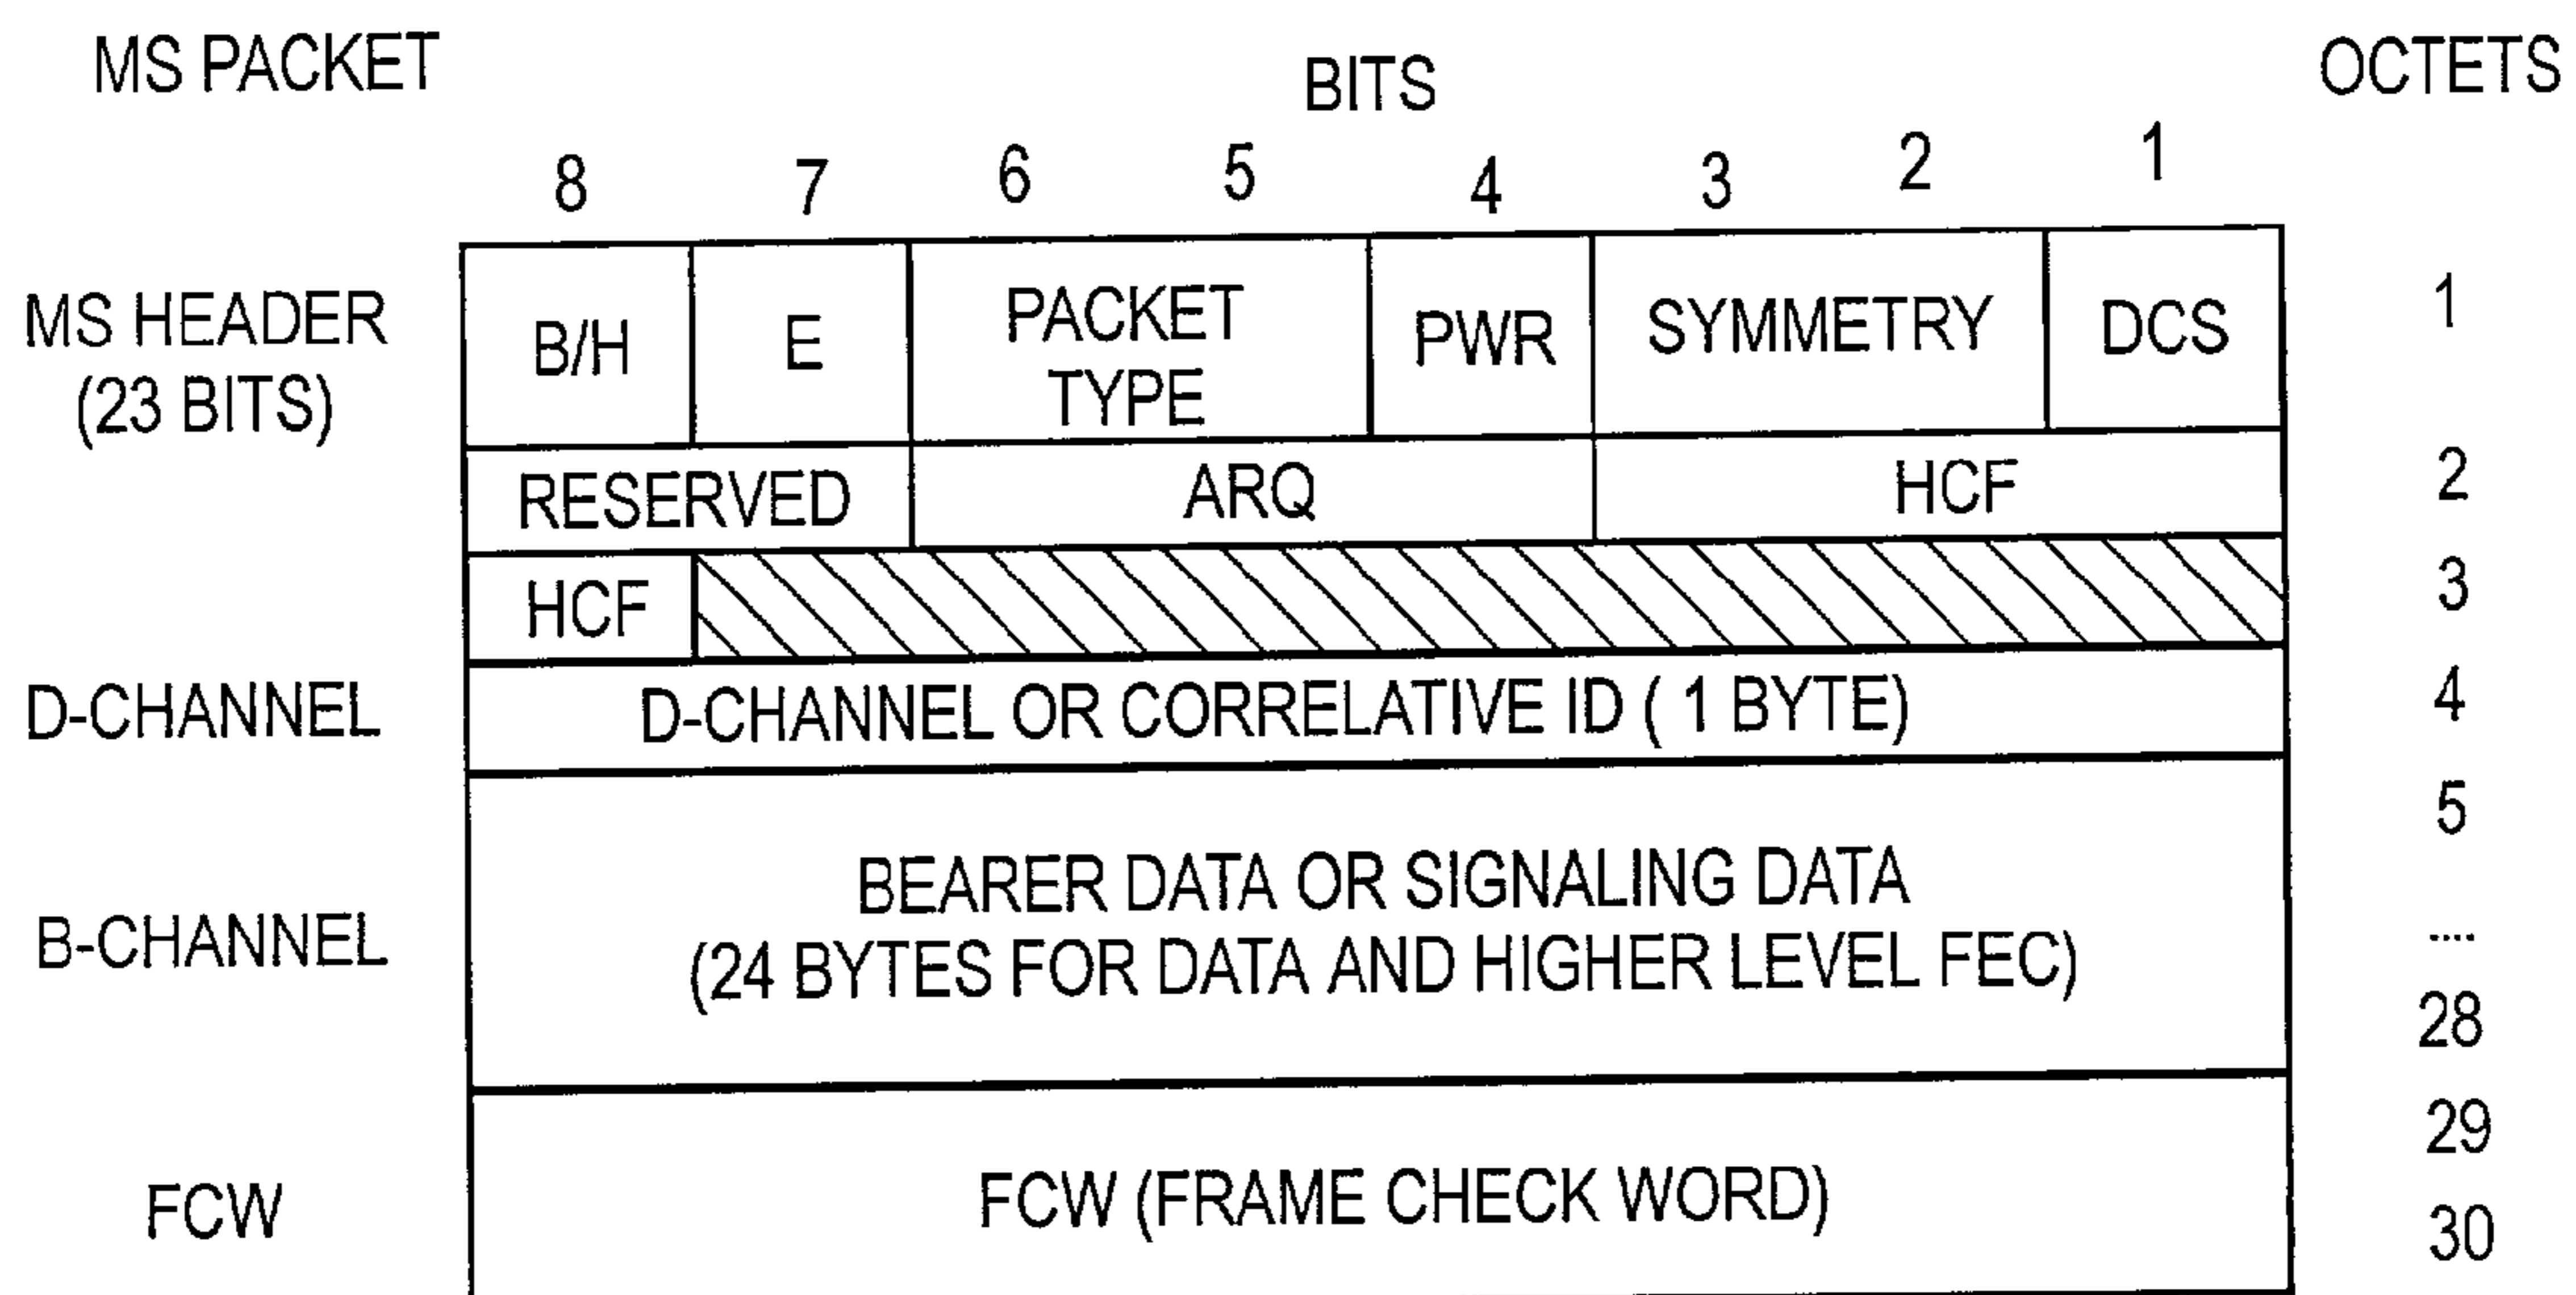 MS PACKET BITS OCTETS
8 7 6 5 4 3 2 1
MS HEADER
(23 BITS)
B/H E PACKET
TYPE PWR SYMMETRY DCS 1
RESERVED ARQ HCF 2
HCF 3
D-CHANNEL D-CHANNEL OR CORRELATIVE ID ( 1 BYTE) 4
5
B-CHANNEL BEARER DATA OR SIGNALING DATA
(24 BYTES FOR DATA AND HIGHER LEVEL FEC) ....
28
29
FCW FCW (FRAME CHECK WORD)
30